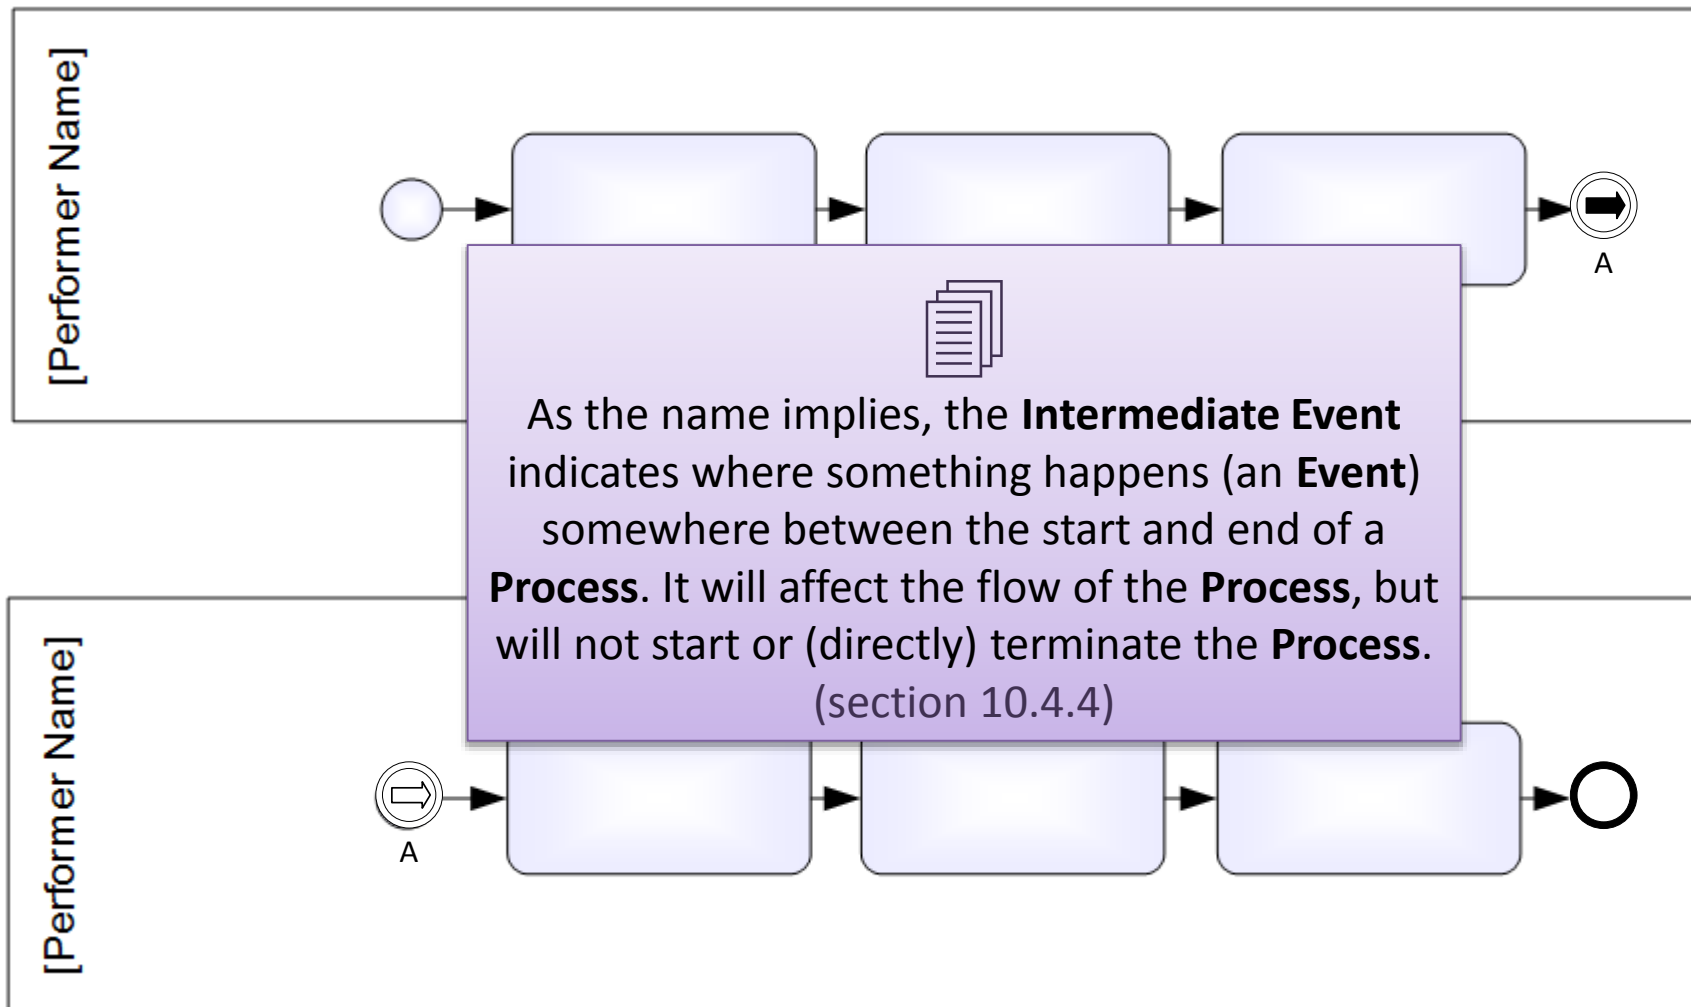 [Performer Name]
A
As the name implies, the Intermediate Event
indicates where something happens (an Event)
somewhere between the start and end of a
Process. It will affect the flow of the Process, but
will not start or (directly) terminate the Process.
(section 10.4.4)
[Performer Name]
A